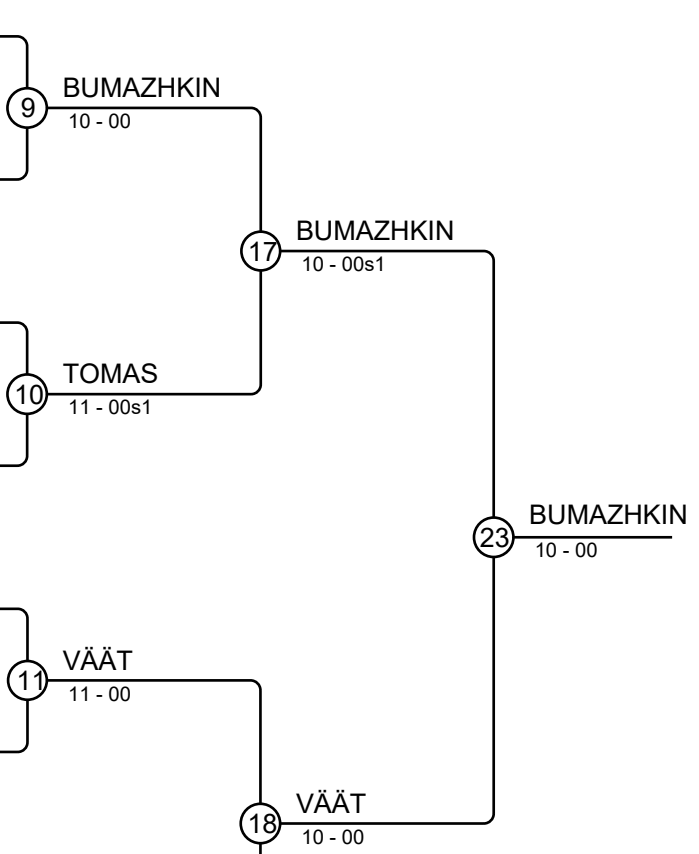 BUMAZHKIN
9
10 - 00
BUMAZHKIN
17
10 - 00s1
TOMAS
10
11 - 00s1
BUMAZHKIN
23
10 - 00
VÄÄT
11
11 - 00
VÄÄT
18
10 - 00